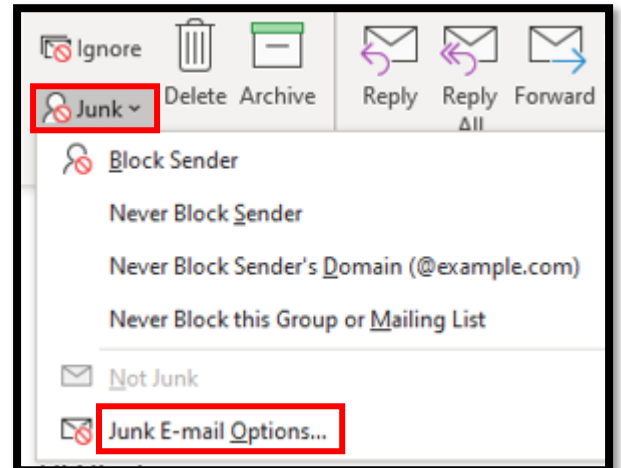 Ignore
Junk
Delete
Archive
Reply
Reply All
Forward
Block Sender
Never Block Sender
Never Block Sender's Domain (@example.com)
Never Block this Group or Mailing List
Not Junk
Junk E-mail Options...